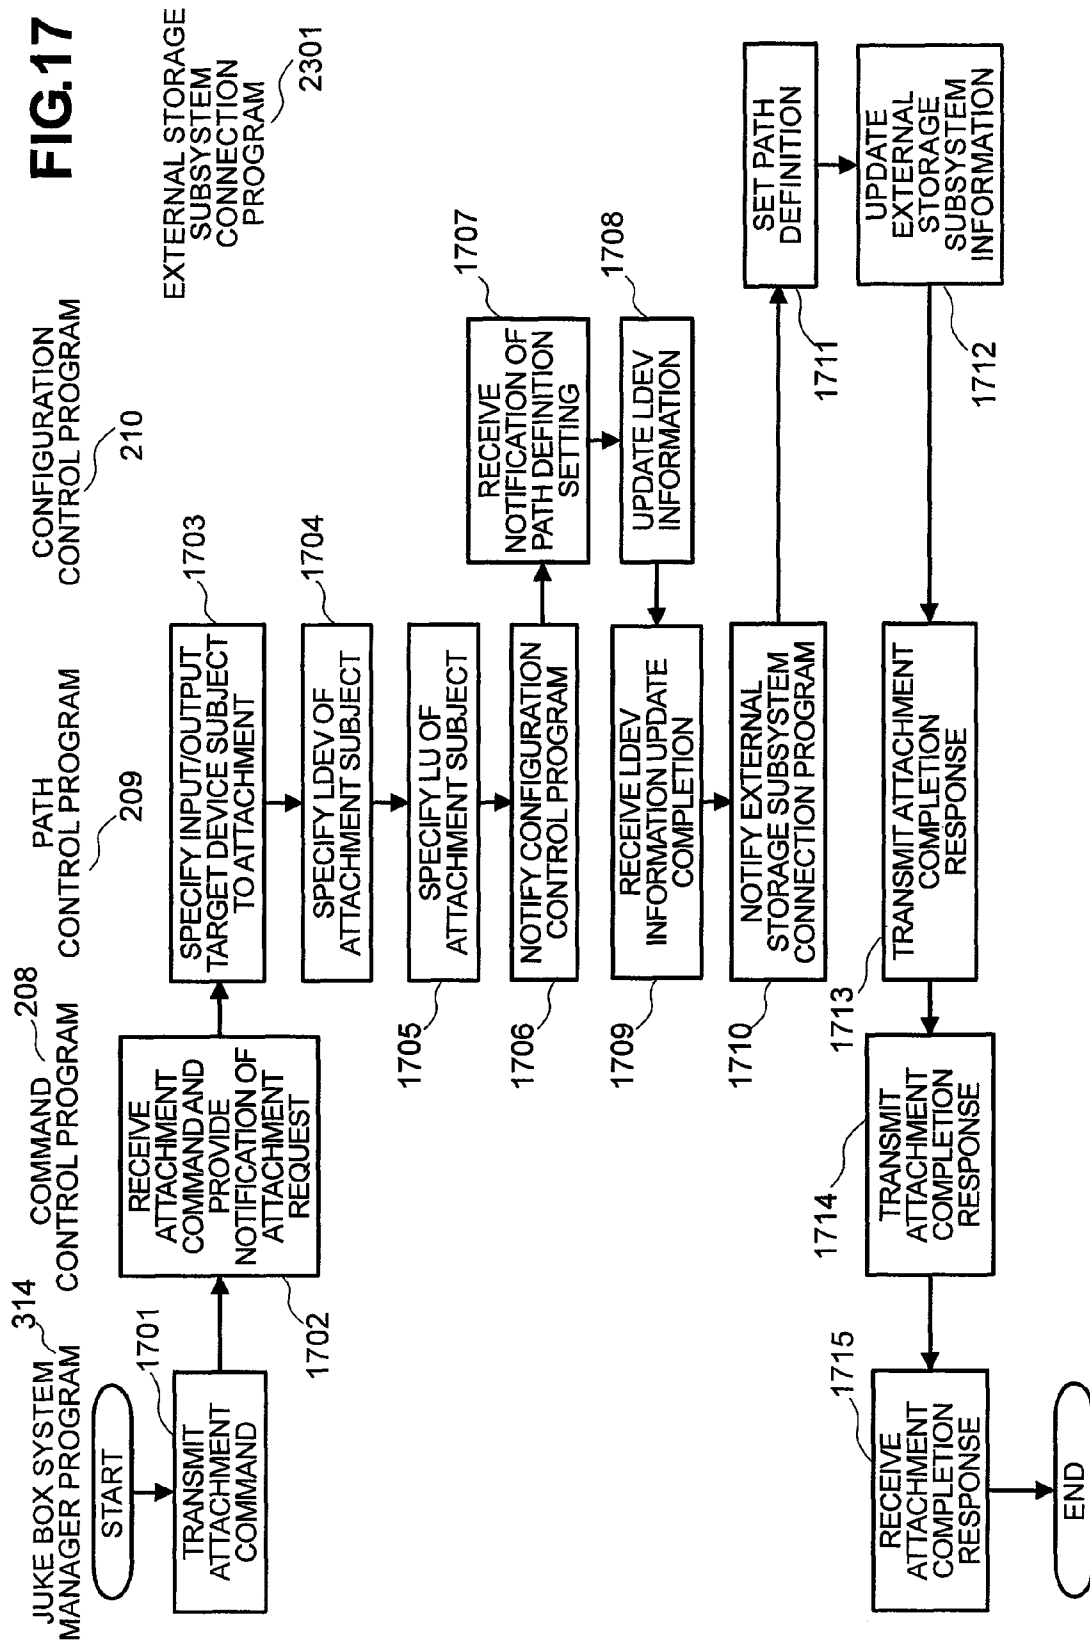 FIG.17
JUKE BOX SYSTEM
MANAGER PROGRAM
314
COMMAND
CONTROL PROGRAM
208
PATH
CONTROL PROGRAM
209
CONFIGURATION
CONTROL PROGRAM
210
EXTERNAL STORAGE
SUBSYSTEM
CONNECTION
PROGRAM
2301
START
TRANSMIT
ATTACHMENT
COMMAND
1701
RECEIVE
ATTACHMENT
COMMAND AND
PROVIDE
NOTIFICATION OF
ATTACHMENT
REQUEST
1702
SPECIFY INPUT/OUTPUT
TARGET DEVICE SUBJECT
TO ATTACHMENT
1703
SPECIFY LDEV OF
ATTACHMENT SUBJECT
1704
SPECIFY LU OF
ATTACHMENT SUBJECT
1705
NOTIFY CONFIGURATION
CONTROL PROGRAM
1706
RECEIVE
NOTIFICATION OF
PATH DEFINITION
SETTING
1707
UPDATE LDEV
INFORMATION
1708
RECEIVE LDEV
INFORMATION UPDATE
COMPLETION
1709
NOTIFY EXTERNAL
STORAGE SUBSYSTEM
CONNECTION PROGRAM
1710
SET PATH
DEFINITION
1711
UPDATE
EXTERNAL
STORAGE
SUBSYSTEM
INFORMATION
1712
TRANSMIT ATTACHMENT
COMPLETION
RESPONSE
1713
TRANSMIT
ATTACHMENT
COMPLETION
RESPONSE
1714
RECEIVE
ATTACHMENT
COMPLETION
RESPONSE
1715
END